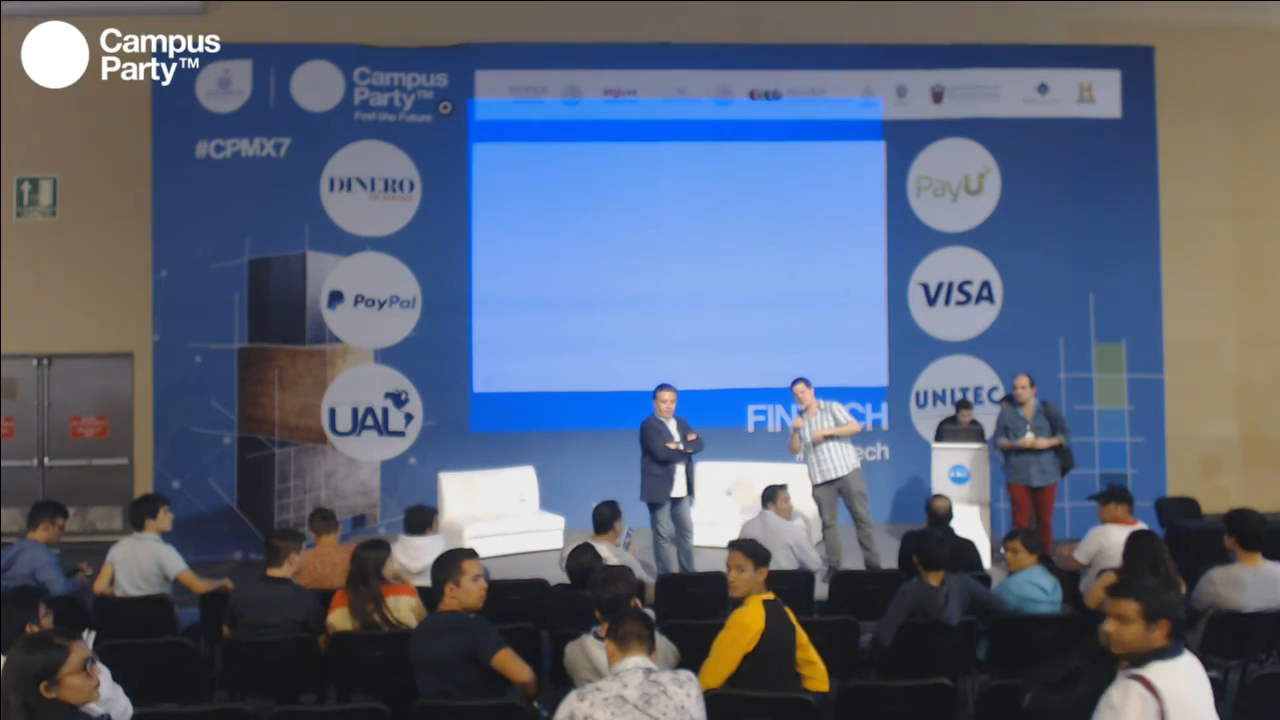 Campus
Party™
Campus
Party™
Feel the Future
#CPMX7
DINERO
PayPal
UAL
PayU
VISA
UNITEC
FINTECH